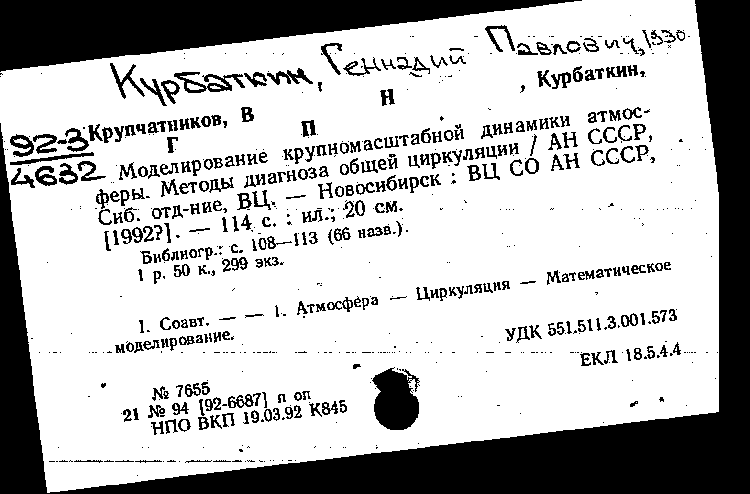 Курбаткин, Геннадий Павлович, 1930
92-3
4632
Крупчатников, В Н , Курбаткин,
Г П
Моделирование крупномасштабной динамики атмос-
феры. Методы диагноза общей циркуляции / АН СССР,
Сиб. отд-ние, ВЦ. — Новосибирск : ВЦ СО АН СССР,
[1992?]. — 114 с. : ил.; 20 см.
Библиогр.: с. 108—113 (66 назв.).
1 р. 50 к., 299 экз.
1. Соавт. — — 1. Атмосфера — Циркуляция — Математическое
моделирование.
УДК 551.511.3.001.573
ЕКЛ 18.5.4.4
№ 7655
21 № 94 [92-6687] п оп
НПО ВКП 19.03.92 К845